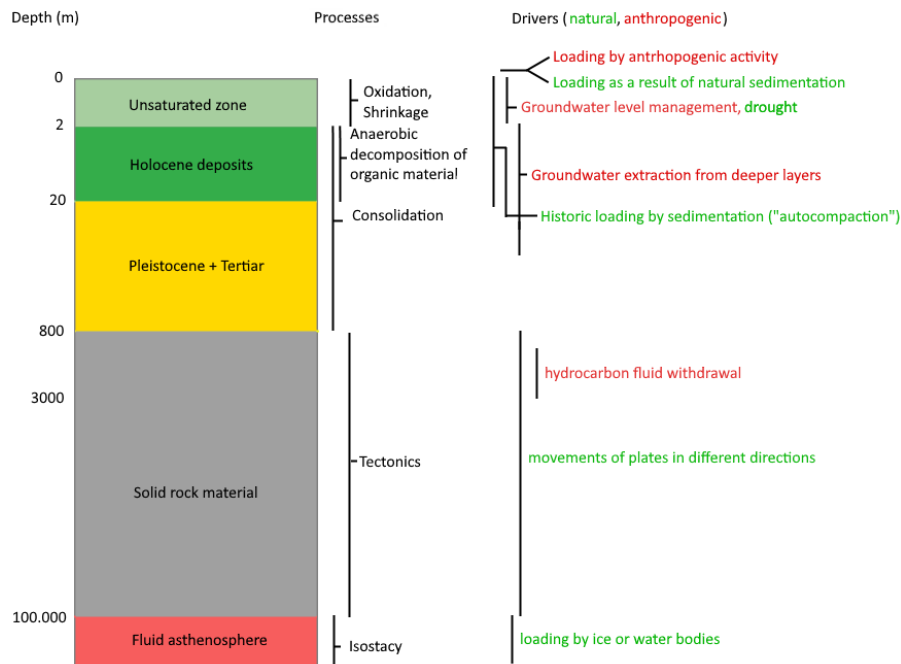 Depth (m)
Processes
Drivers (natural, anthropogenic)
Loading by antrhopogenic activity
0
Loading as a result of natural sedimentation
Unsaturated zone
Oxidation,
Shrinkage
Groundwater level management, drought
2
Anaerobic
decomposition of
organic material!
Holocene deposits
Groundwater extraction from deeper layers
20
Consolidation
Historic loading by sedimentation ("autocompaction")
Pleistocene + Tertiar
800
hydrocarbon fluid withdrawal
3000
Tectonics
movements of plates in different directions
Solid rock material
100.000
Fluid asthenosphere
Isostacy
loading by ice or water bodies